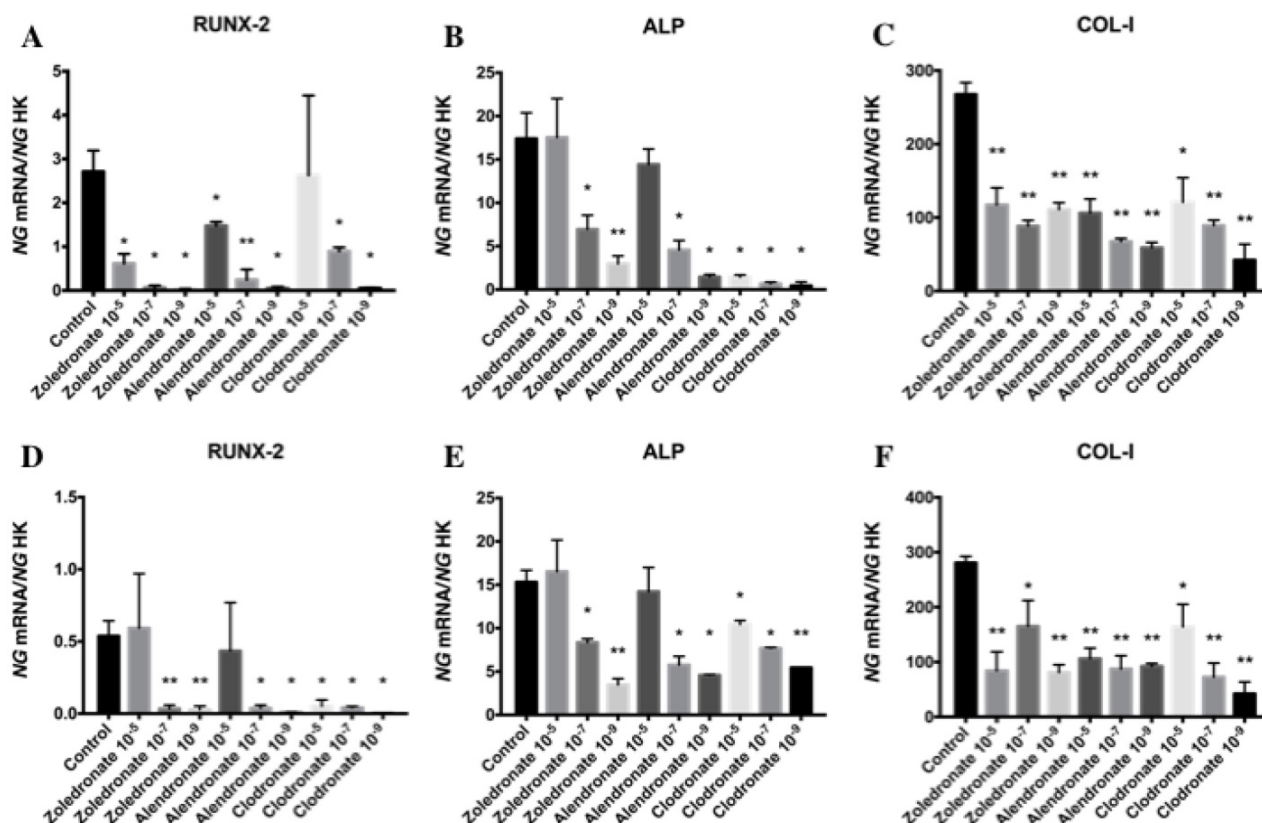 A
RUNX-2
NG mRNA/NG HK
5
4
3
2
1
0
*
*
*
*
**
*
*
*
Control
Zoledronate 10⁻⁵
Zoledronate 10⁻⁷
Zoledronate 10⁻⁹
Alendronate 10⁻⁵
Alendronate 10⁻⁷
Alendronate 10⁻⁹
Clodronate 10⁻⁵
Clodronate 10⁻⁷
Clodronate 10⁻⁹
B
ALP
NG mRNA/NG HK
25
20
15
10
5
0
*
**
*
*
*
*
*
Control
Zoledronate 10⁻⁵
Zoledronate 10⁻⁷
Zoledronate 10⁻⁹
Alendronate 10⁻⁵
Alendronate 10⁻⁷
Alendronate 10⁻⁹
Clodronate 10⁻⁵
Clodronate 10⁻⁷
Clodronate 10⁻⁹
C
COL-I
NG mRNA/NG HK
300
200
100
0
**
**
**
**
**
**
*
**
**
Control
Zoledronate 10⁻⁵
Zoledronate 10⁻⁷
Zoledronate 10⁻⁹
Alendronate 10⁻⁵
Alendronate 10⁻⁷
Alendronate 10⁻⁹
Clodronate 10⁻⁵
Clodronate 10⁻⁷
Clodronate 10⁻⁹
D
RUNX-2
NG mRNA/NG HK
1.5
1.0
0.5
0.0
**
**
*
*
*
*
*
Control
Zoledronate 10⁻⁵
Zoledronate 10⁻⁷
Zoledronate 10⁻⁹
Alendronate 10⁻⁵
Alendronate 10⁻⁷
Alendronate 10⁻⁹
Clodronate 10⁻⁵
Clodronate 10⁻⁷
Clodronate 10⁻⁹
E
ALP
NG mRNA/NG HK
25
20
15
10
5
0
*
**
*
*
*
*
**
Control
Zoledronate 10⁻⁵
Zoledronate 10⁻⁷
Zoledronate 10⁻⁹
Alendronate 10⁻⁵
Alendronate 10⁻⁷
Alendronate 10⁻⁹
Clodronate 10⁻⁵
Clodronate 10⁻⁷
Clodronate 10⁻⁹
F
COL-I
NG mRNA/NG HK
400
300
200
100
0
**
*
**
**
**
**
*
**
**
Control
Zoledronate 10⁻⁵
Zoledronate 10⁻⁷
Zoledronate 10⁻⁹
Alendronate 10⁻⁵
Alendronate 10⁻⁷
Alendronate 10⁻⁹
Clodronate 10⁻⁵
Clodronate 10⁻⁷
Clodronate 10⁻⁹